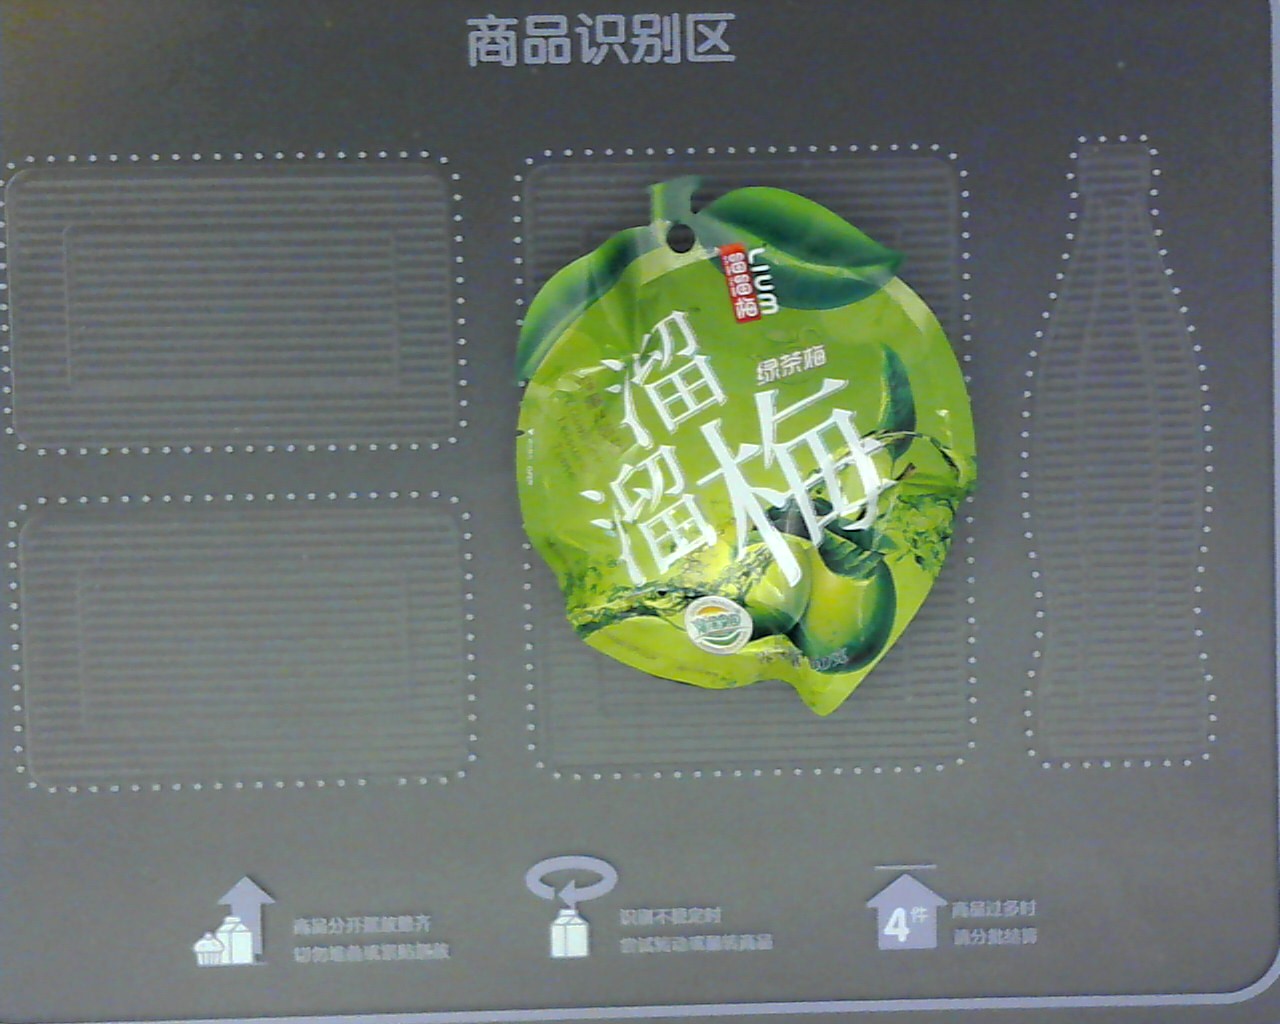 商品识别区
LIUM
溜溜梅
绿茶梅
溜
溜梅
商品分开摆放整齐
切勿堆叠或紧贴摆放
识别不稳定时
尝试转动或翻转商品
4件
商品过多时
请分批结算